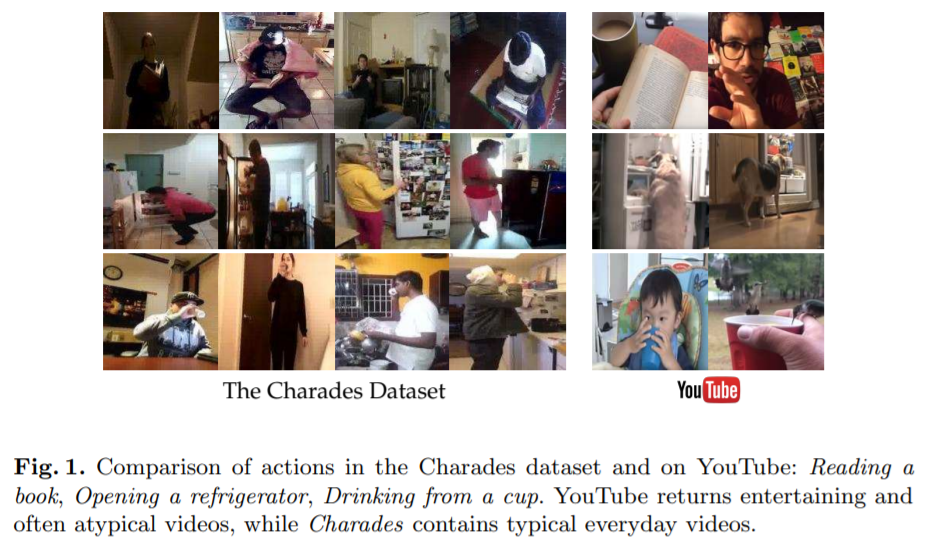 The Charades Dataset
YouTube
Fig. 1. Comparison of actions in the Charades dataset and on YouTube: Reading a
book, Opening a refrigerator, Drinking from a cup. YouTube returns entertaining and
often atypical videos, while Charades contains typical everyday videos.